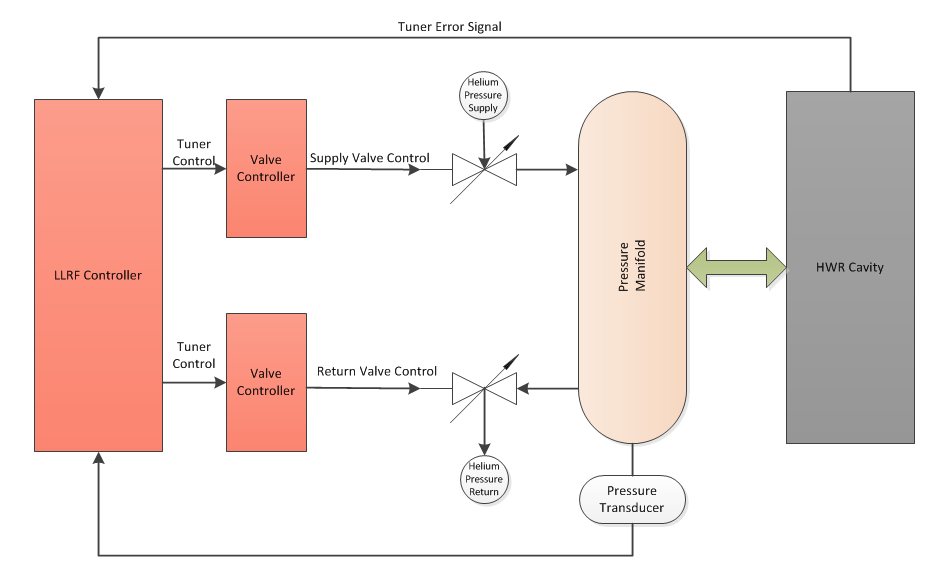 Tuner Error Signal
Helium
Pressure
Supply
Tuner
Control
Valve
Controller
Supply Valve Control
LLRF Controller
Pressure
Manifold
HWR Cavity
Tuner
Control
Valve
Controller
Return Valve Control
Helium
Pressure
Return
Pressure
Transducer